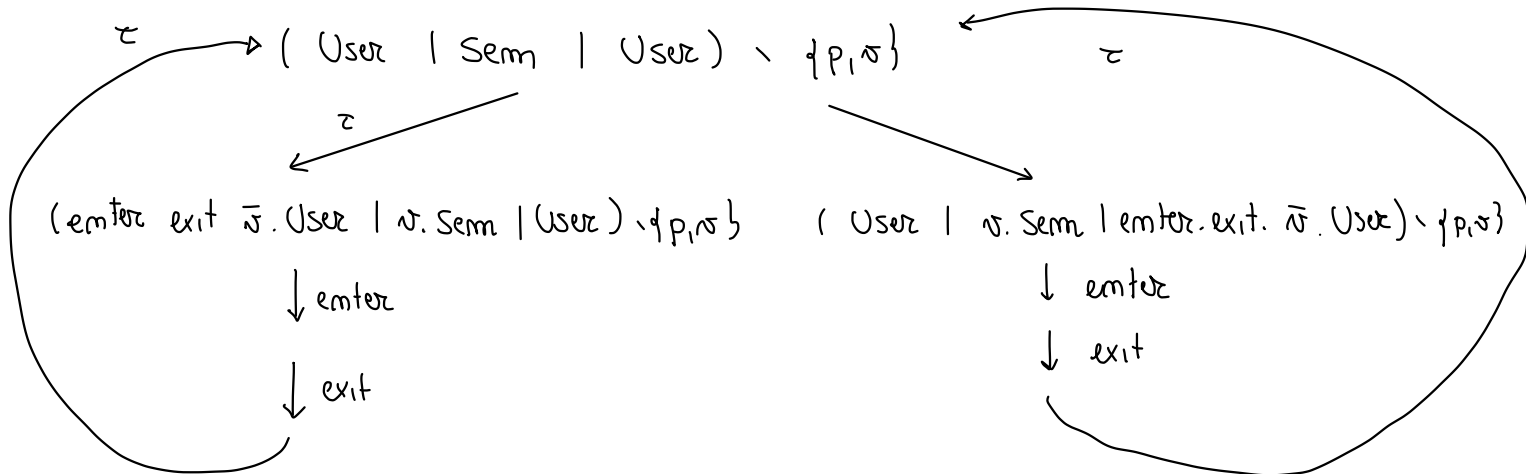 τ ( User | Sem | User) \ {p,v} τ
τ
(enter exit v̄. User | v. Sem | User) \ {p,v} ( User | v. Sem | enter. exit. v̄. User) \ {p,v}
enter enter
exit exit